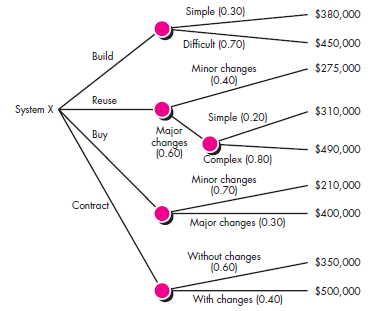 Simple (0.30)
$380,000
Difficult (0.70)
$450,000
Build
Minor changes
(0.40)
$275,000
System X
Reuse
Simple (0.20)
$310,000
Buy
Major
changes
(0.60)
Complex (0.80)
$490,000
Minor changes
(0.70)
$210,000
Contract
Major changes (0.30)
$400,000
Without changes
(0.60)
$350,000
With changes (0.40)
$500,000